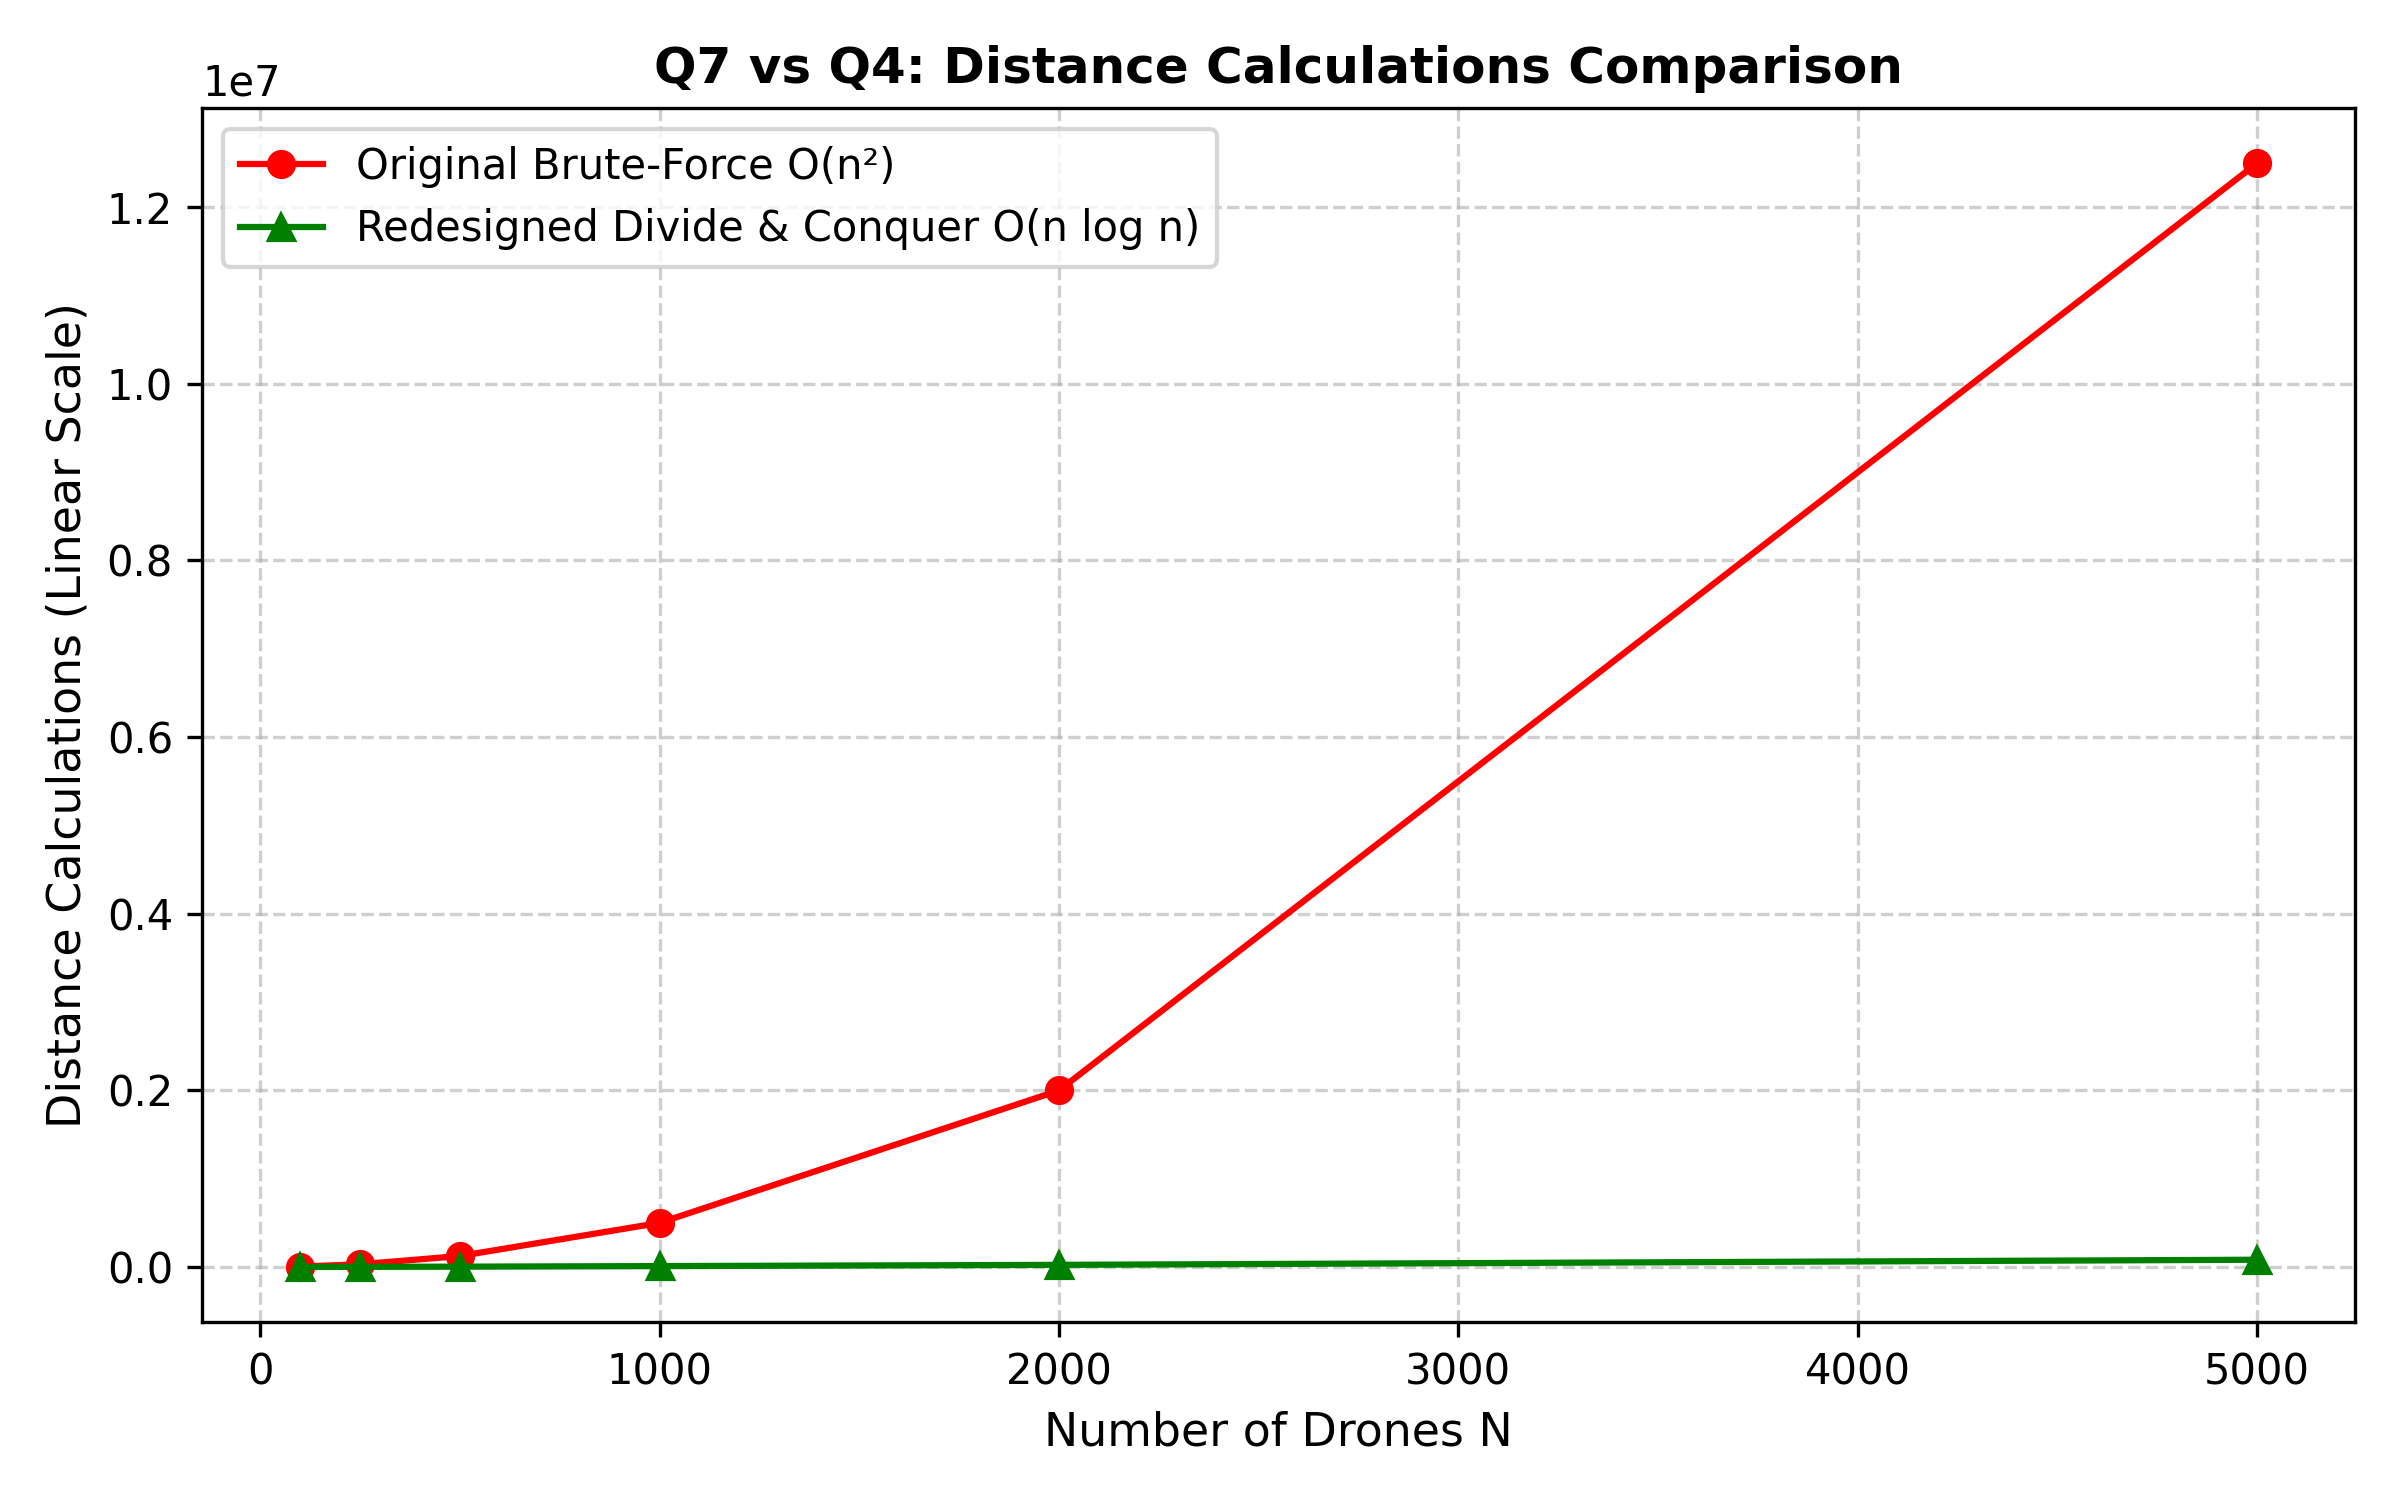 Q7 vs Q4: Distance Calculations Comparison
1e7
Original Brute-Force O(n²)
Redesigned Divide & Conquer O(n log n)
1.2
1.0
0.8
0.6
0.4
0.2
0.0
Distance Calculations (Linear Scale)
0 1000 2000 3000 4000 5000
Number of Drones N